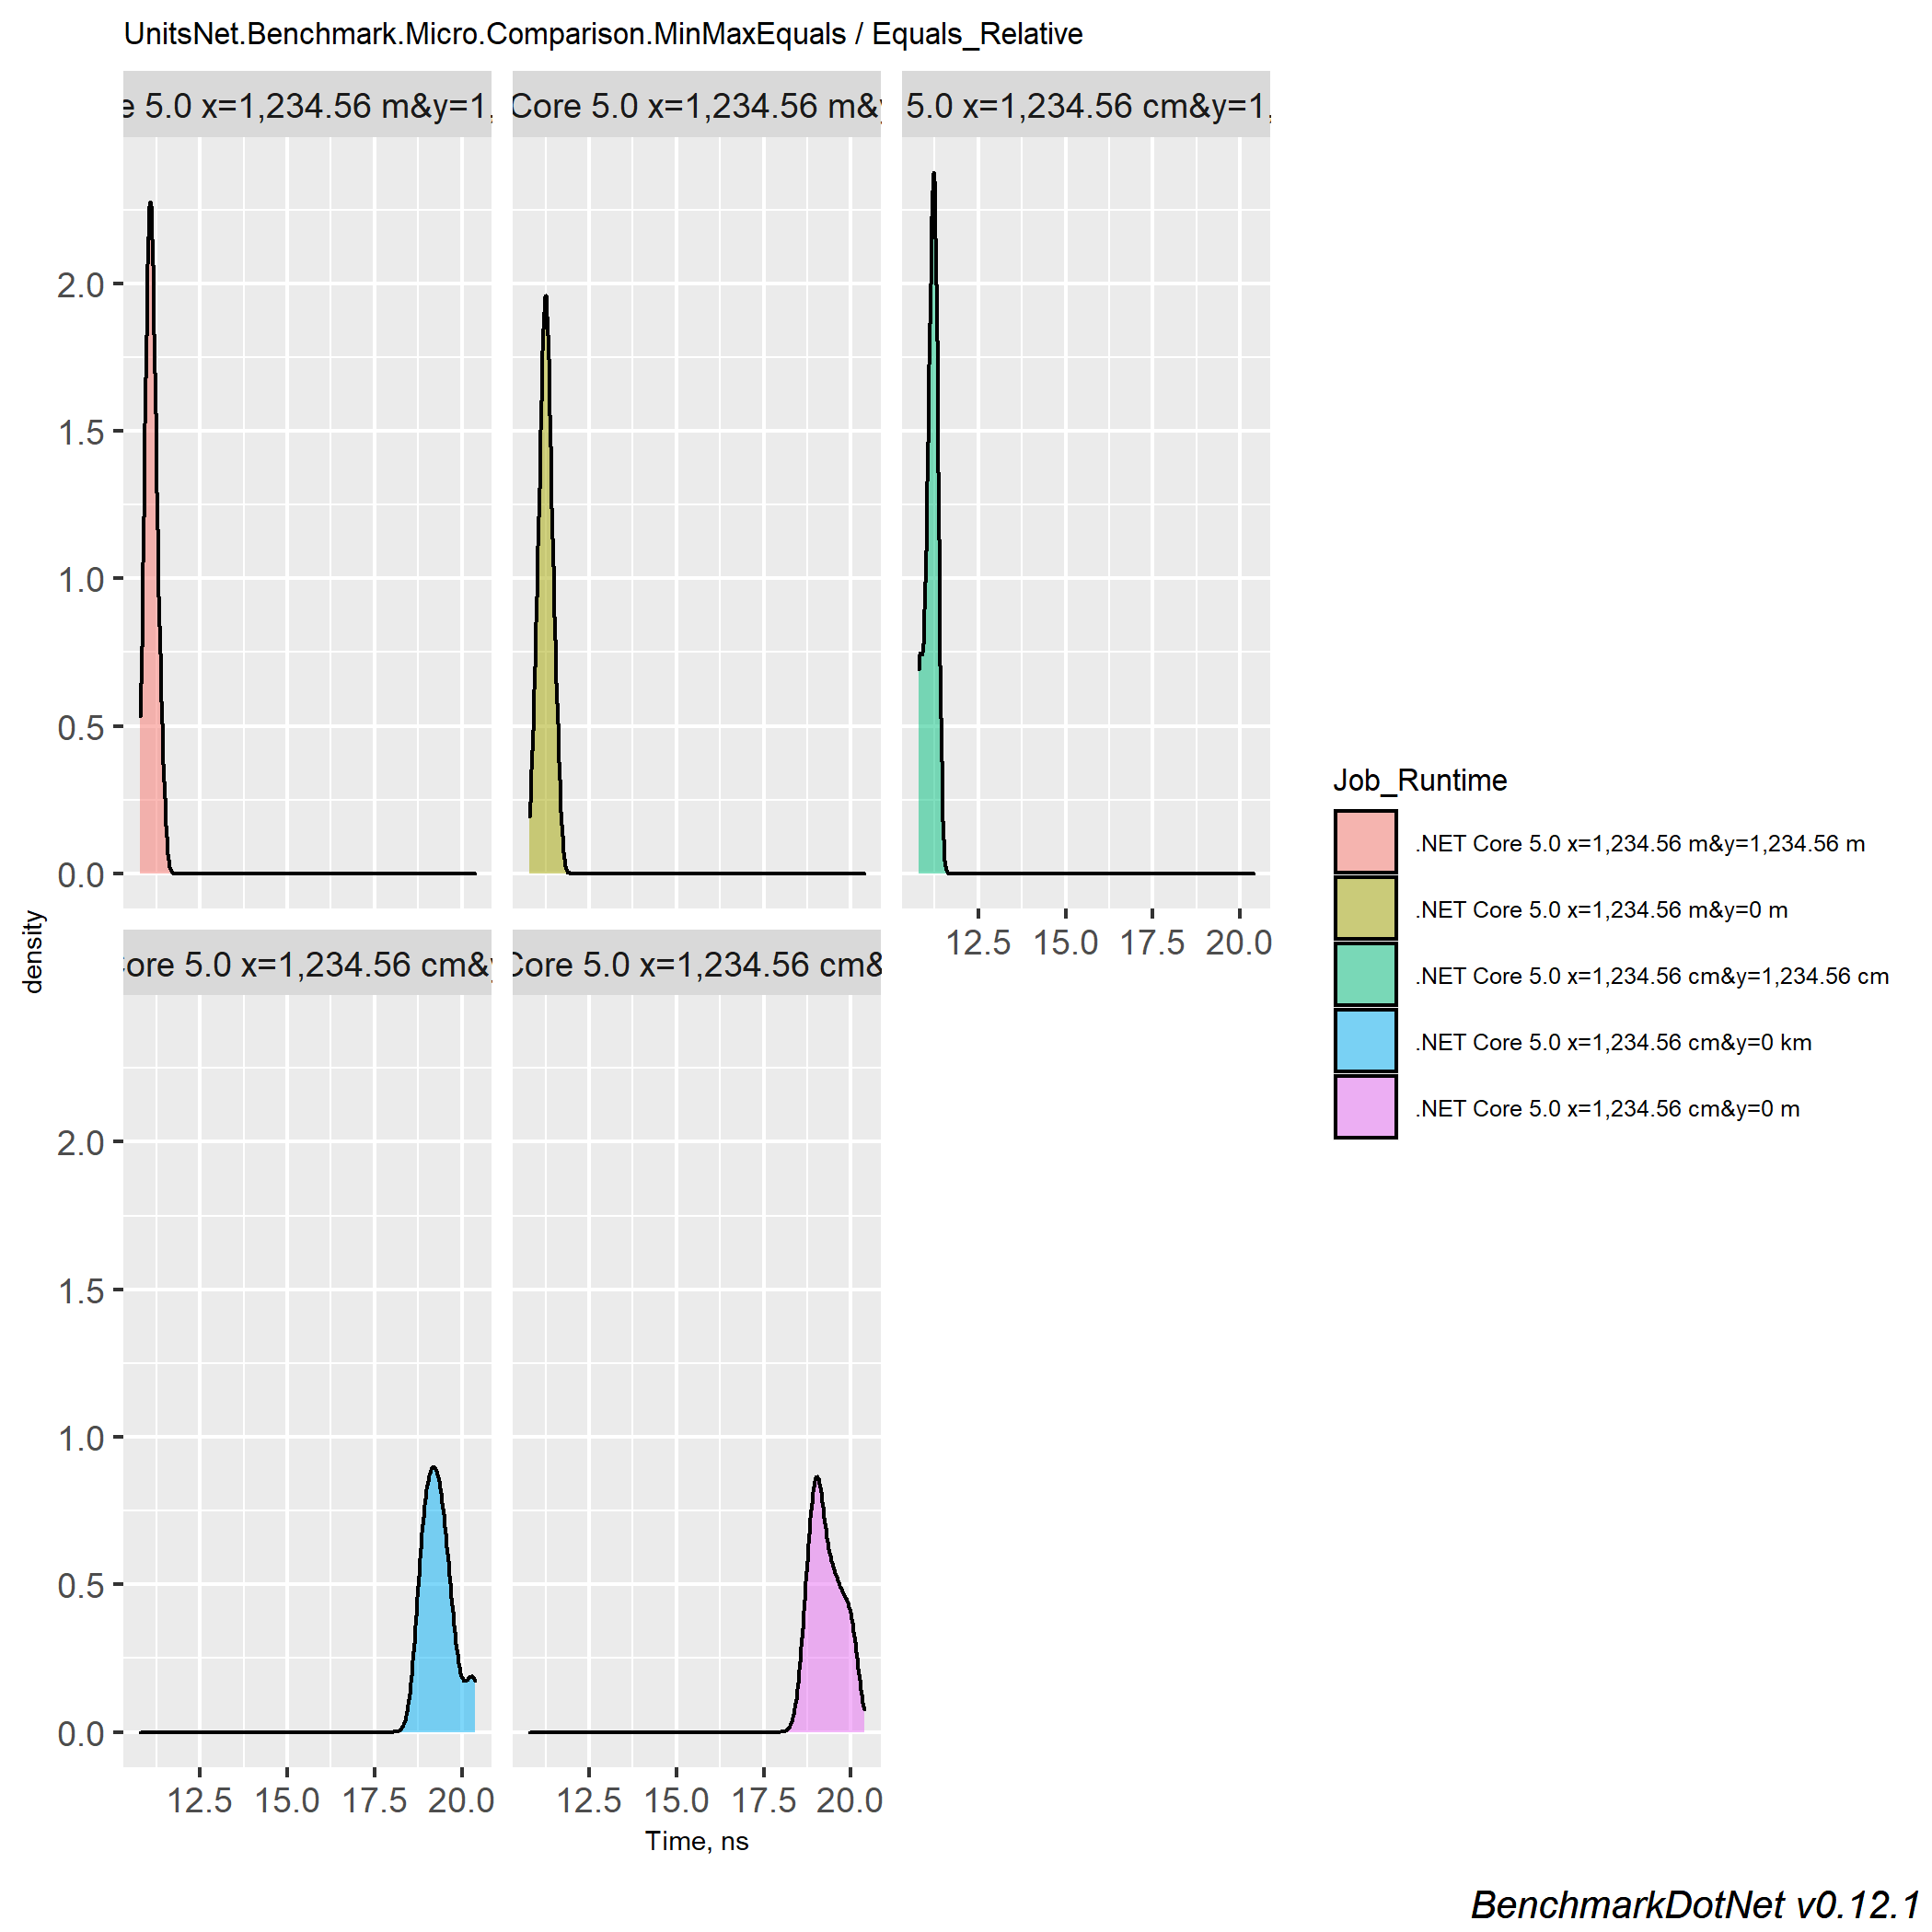 UnitsNet.Benchmark.Micro.Comparison.MinMaxEquals / Equals_Relative
e 5.0 x=1,234.56 m&y=1,
Core 5.0 x=1,234.56 m&y
5.0 x=1,234.56 cm&y=1,
2.0
1.5
1.0
0.5
0.0
12.5 15.0 17.5 20.0
density
Core 5.0 x=1,234.56 cm&y
Core 5.0 x=1,234.56 cm&
2.0
1.5
1.0
0.5
0.0
12.5 15.0 17.5 20.0
12.5 15.0 17.5 20.0
Time, ns
Job_Runtime
.NET Core 5.0 x=1,234.56 m&y=1,234.56 m
.NET Core 5.0 x=1,234.56 m&y=0 m
.NET Core 5.0 x=1,234.56 cm&y=1,234.56 cm
.NET Core 5.0 x=1,234.56 cm&y=0 km
.NET Core 5.0 x=1,234.56 cm&y=0 m
BenchmarkDotNet v0.12.1